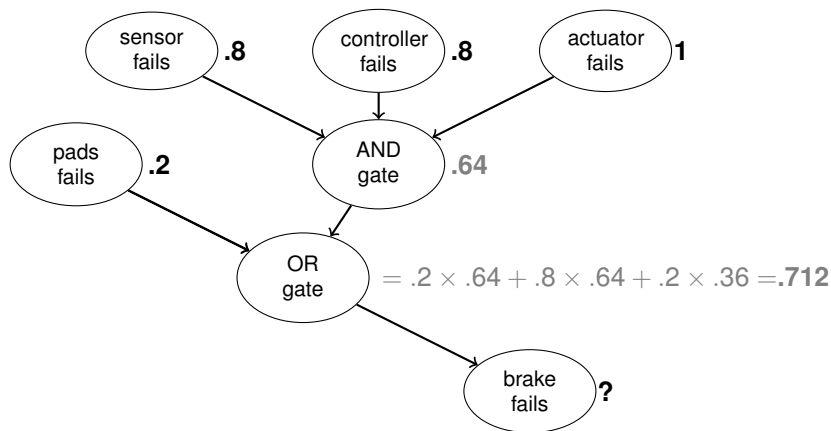 sensor
fails
.8
controller
fails
.8
actuator
fails
1
pads
fails
.2
AND
gate
.64
OR
gate
= .2 × .64 + .8 × .64 + .2 × .36 =.712
brake
fails
?